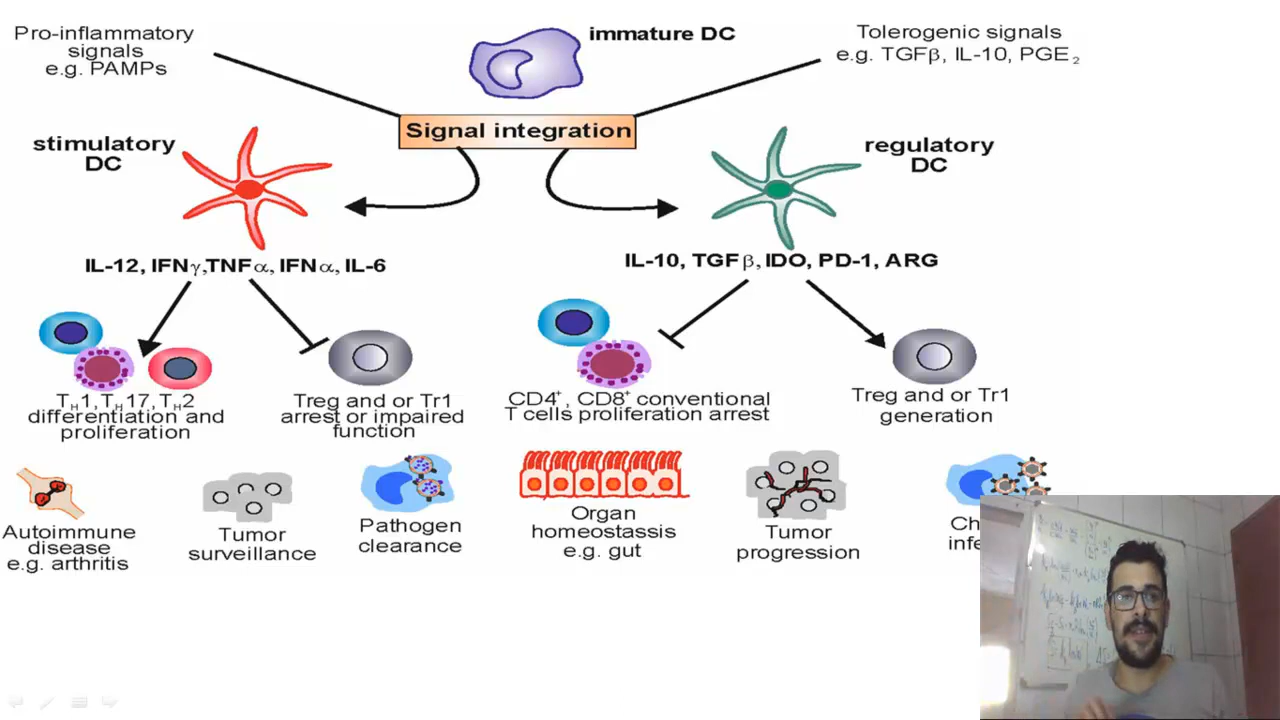 Pro-inflammatory
signals
e.g. PAMPs
immature DC
Tolerogenic signals
e.g. TGFβ, IL-10, PGE₂
Signal integration
stimulatory
DC
regulatory
DC
IL-12, IFNγ,TNFα, IFNα, IL-6
IL-10, TGFβ, IDO, PD-1, ARG
T_H1,T_H17,T_H2
differentiation and
proliferation
Treg and or Tr1
arrest or impaired
function
CD4⁺, CD8⁺ conventional
T cells proliferation arrest
Treg and or Tr1
generation
Autoimmune
disease
e.g. arthritis
Tumor
surveillance
Pathogen
clearance
Organ
homeostassis
e.g. gut
Tumor
progression